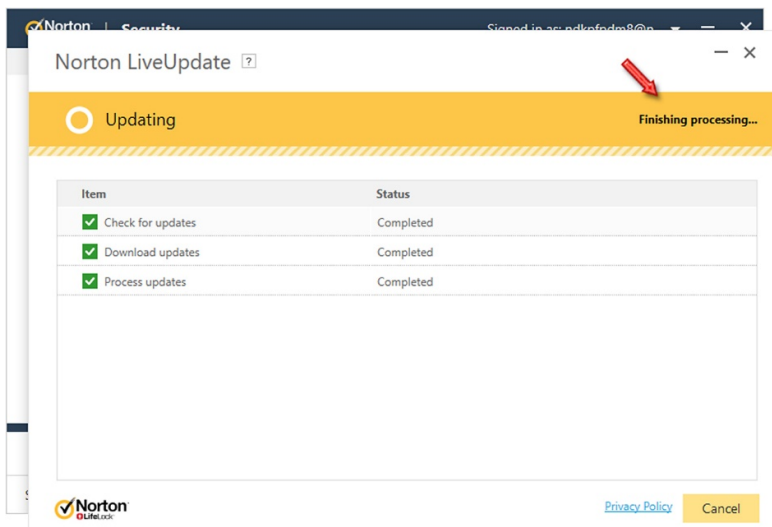 Norton | Security
Norton LiveUpdate ?
Updating
Finishing processing...
Item Status
Check for updates Completed
Download updates Completed
Process updates Completed
Norton
LifeLock
Privacy Policy Cancel